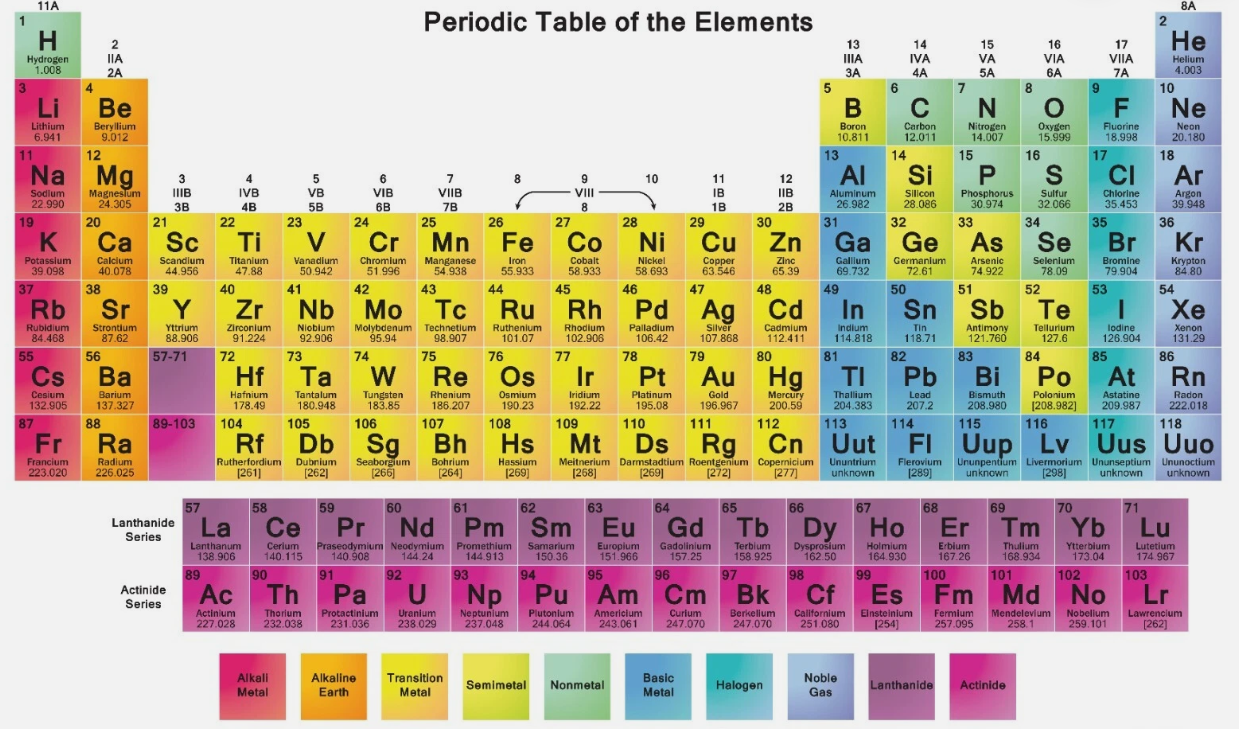 11A 8A
Periodic Table of the Elements
1 2
H He
Hydrogen Helium
1.008 4.003
2 13 14 15 16 17
IIA IIIA IVA VA VIA VIIA
2A 3A 4A 5A 6A 7A
3 4 5 6 7 8 9 10
Li Be B C N O F Ne
Lithium Beryllium Boron Carbon Nitrogen Oxygen Fluorine Neon
6.941 9.012 10.811 12.011 14.007 15.999 18.998 20.180
11 12 13 14 15 16 17 18
Na Mg Al Si P S Cl Ar
Sodium Magnesium Aluminum Silicon Phosphorus Sulfur Chlorine Argon
22.990 24.305 26.982 28.086 30.974 32.066 35.453 39.948
3 4 5 6 7 8 9 10 11 12
IIIB IVB VB VIB VIIB VIII IB IIB
3B 4B 5B 6B 7B 8 1B 2B
19 20 21 22 23 24 25 26 27 28 29 30 31 32 33 34 35 36
K Ca Sc Ti V Cr Mn Fe Co Ni Cu Zn Ga Ge As Se Br Kr
Potassium Calcium Scandium Titanium Vanadium Chromium Manganese Iron Cobalt Nickel Copper Zinc Gallium Germanium Arsenic Selenium Bromine Krypton
39.098 40.078 44.956 47.88 50.942 51.996 54.938 55.933 58.933 58.693 63.546 65.39 69.732 72.61 74.922 78.09 79.904 84.80
37 38 39 40 41 42 43 44 45 46 47 48 49 50 51 52 53 54
Rb Sr Y Zr Nb Mo Tc Ru Rh Pd Ag Cd In Sn Sb Te I Xe
Rubidium Strontium Yttrium Zirconium Niobium Molybdenum Technetium Ruthenium Rhodium Palladium Silver Cadmium Indium Tin Antimony Tellurium Iodine Xenon
84.468 87.62 88.906 91.224 92.906 95.94 98.907 101.07 102.906 106.42 107.868 112.411 114.818 118.71 121.760 127.6 126.904 131.29
55 56 57-71 72 73 74 75 76 77 78 79 80 81 82 83 84 85 86
Cs Ba Hf Ta W Re Os Ir Pt Au Hg Tl Pb Bi Po At Rn
Cesium Barium Hafnium Tantalum Tungsten Rhenium Osmium Iridium Platinum Gold Mercury Thallium Lead Bismuth Polonium Astatine Radon
132.905 137.327 178.49 180.948 183.85 186.207 190.23 192.22 195.08 196.967 200.59 204.383 207.2 208.980 [208.982] 209.987 222.018
87 88 89-103 104 105 106 107 108 109 110 111 112 113 114 115 116 117 118
Fr Ra Rf Db Sg Bh Hs Mt Ds Rg Cn Uut Fl Uup Lv Uus Uuo
Francium Radium Rutherfordium Dubnium Seaborgium Bohrium Hassium Meitnerium Darmstadtium Roentgenium Copernicium Ununtrium Flerovium Ununpentium Livermorium Ununseptium Ununoctium
223.020 226.025 [261] [262] [266] [264] [269] [268] [269] [272] [277] unknown [289] unknown [298] unknown unknown
Lanthanide
Series
57 58 59 60 61 62 63 64 65 66 67 68 69 70 71
La Ce Pr Nd Pm Sm Eu Gd Tb Dy Ho Er Tm Yb Lu
Lanthanum Cerium Praseodymium Neodymium Promethium Samarium Europium Gadolinium Terbium Dysprosium Holmium Erbium Thulium Ytterbium Lutetium
138.906 140.115 140.908 144.24 144.913 150.36 151.966 157.25 158.925 162.50 164.930 167.26 168.934 173.04 174.967
Actinide
Series
89 90 91 92 93 94 95 96 97 98 99 100 101 102 103
Ac Th Pa U Np Pu Am Cm Bk Cf Es Fm Md No Lr
Actinium Thorium Protactinium Uranium Neptunium Plutonium Americium Curium Berkelium Californium Einsteinium Fermium Mendelevium Nobelium Lawrencium
227.028 232.038 231.036 238.029 237.048 244.064 243.061 247.070 247.070 251.080 [254] 257.095 258.1 259.101 [262]
Alkali
Metal
Alkaline
Earth
Transition
Metal
Semimetal
Nonmetal
Basic
Metal
Halogen
Noble
Gas
Lanthanide
Actinide